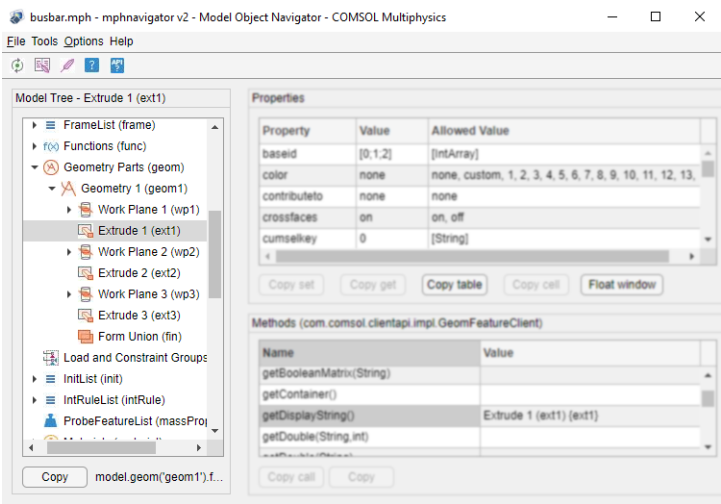 busbar.mph - mphnavigator v2 - Model Object Navigator - COMSOL Multiphysics
File Tools Options Help
API
Model Tree - Extrude 1 (ext1)
FrameList (frame)
f(x) Functions (func)
Geometry Parts (geom)
Geometry 1 (geom1)
Work Plane 1 (wp1)
Extrude 1 (ext1)
Work Plane 2 (wp2)
Extrude 2 (ext2)
Work Plane 3 (wp3)
Extrude 3 (ext3)
Form Union (fin)
Load and Constraint Groups
InitList (init)
IntRuleList (intRule)
ProbeFeatureList (massProp
Copy model.geom('geom1').f...
Properties
Property Value Allowed Value
baseid [0;1;2] [IntArray]
color none none, custom, 1, 2, 3, 4, 5, 6, 7, 8, 9, 10, 11, 12, 13,
contributeto none none
crossfaces on on, off
cumselkey 0 [String]
Copy set Copy get Copy table Copy cell Float window
Methods (com.comsol.clientapi.impl.GeomFeatureClient)
Name Value
getBooleanMatrix(String)
getContainer()
getDisplayString() Extrude 1 (ext1) {ext1}
getDouble(String,int)
Copy call Copy